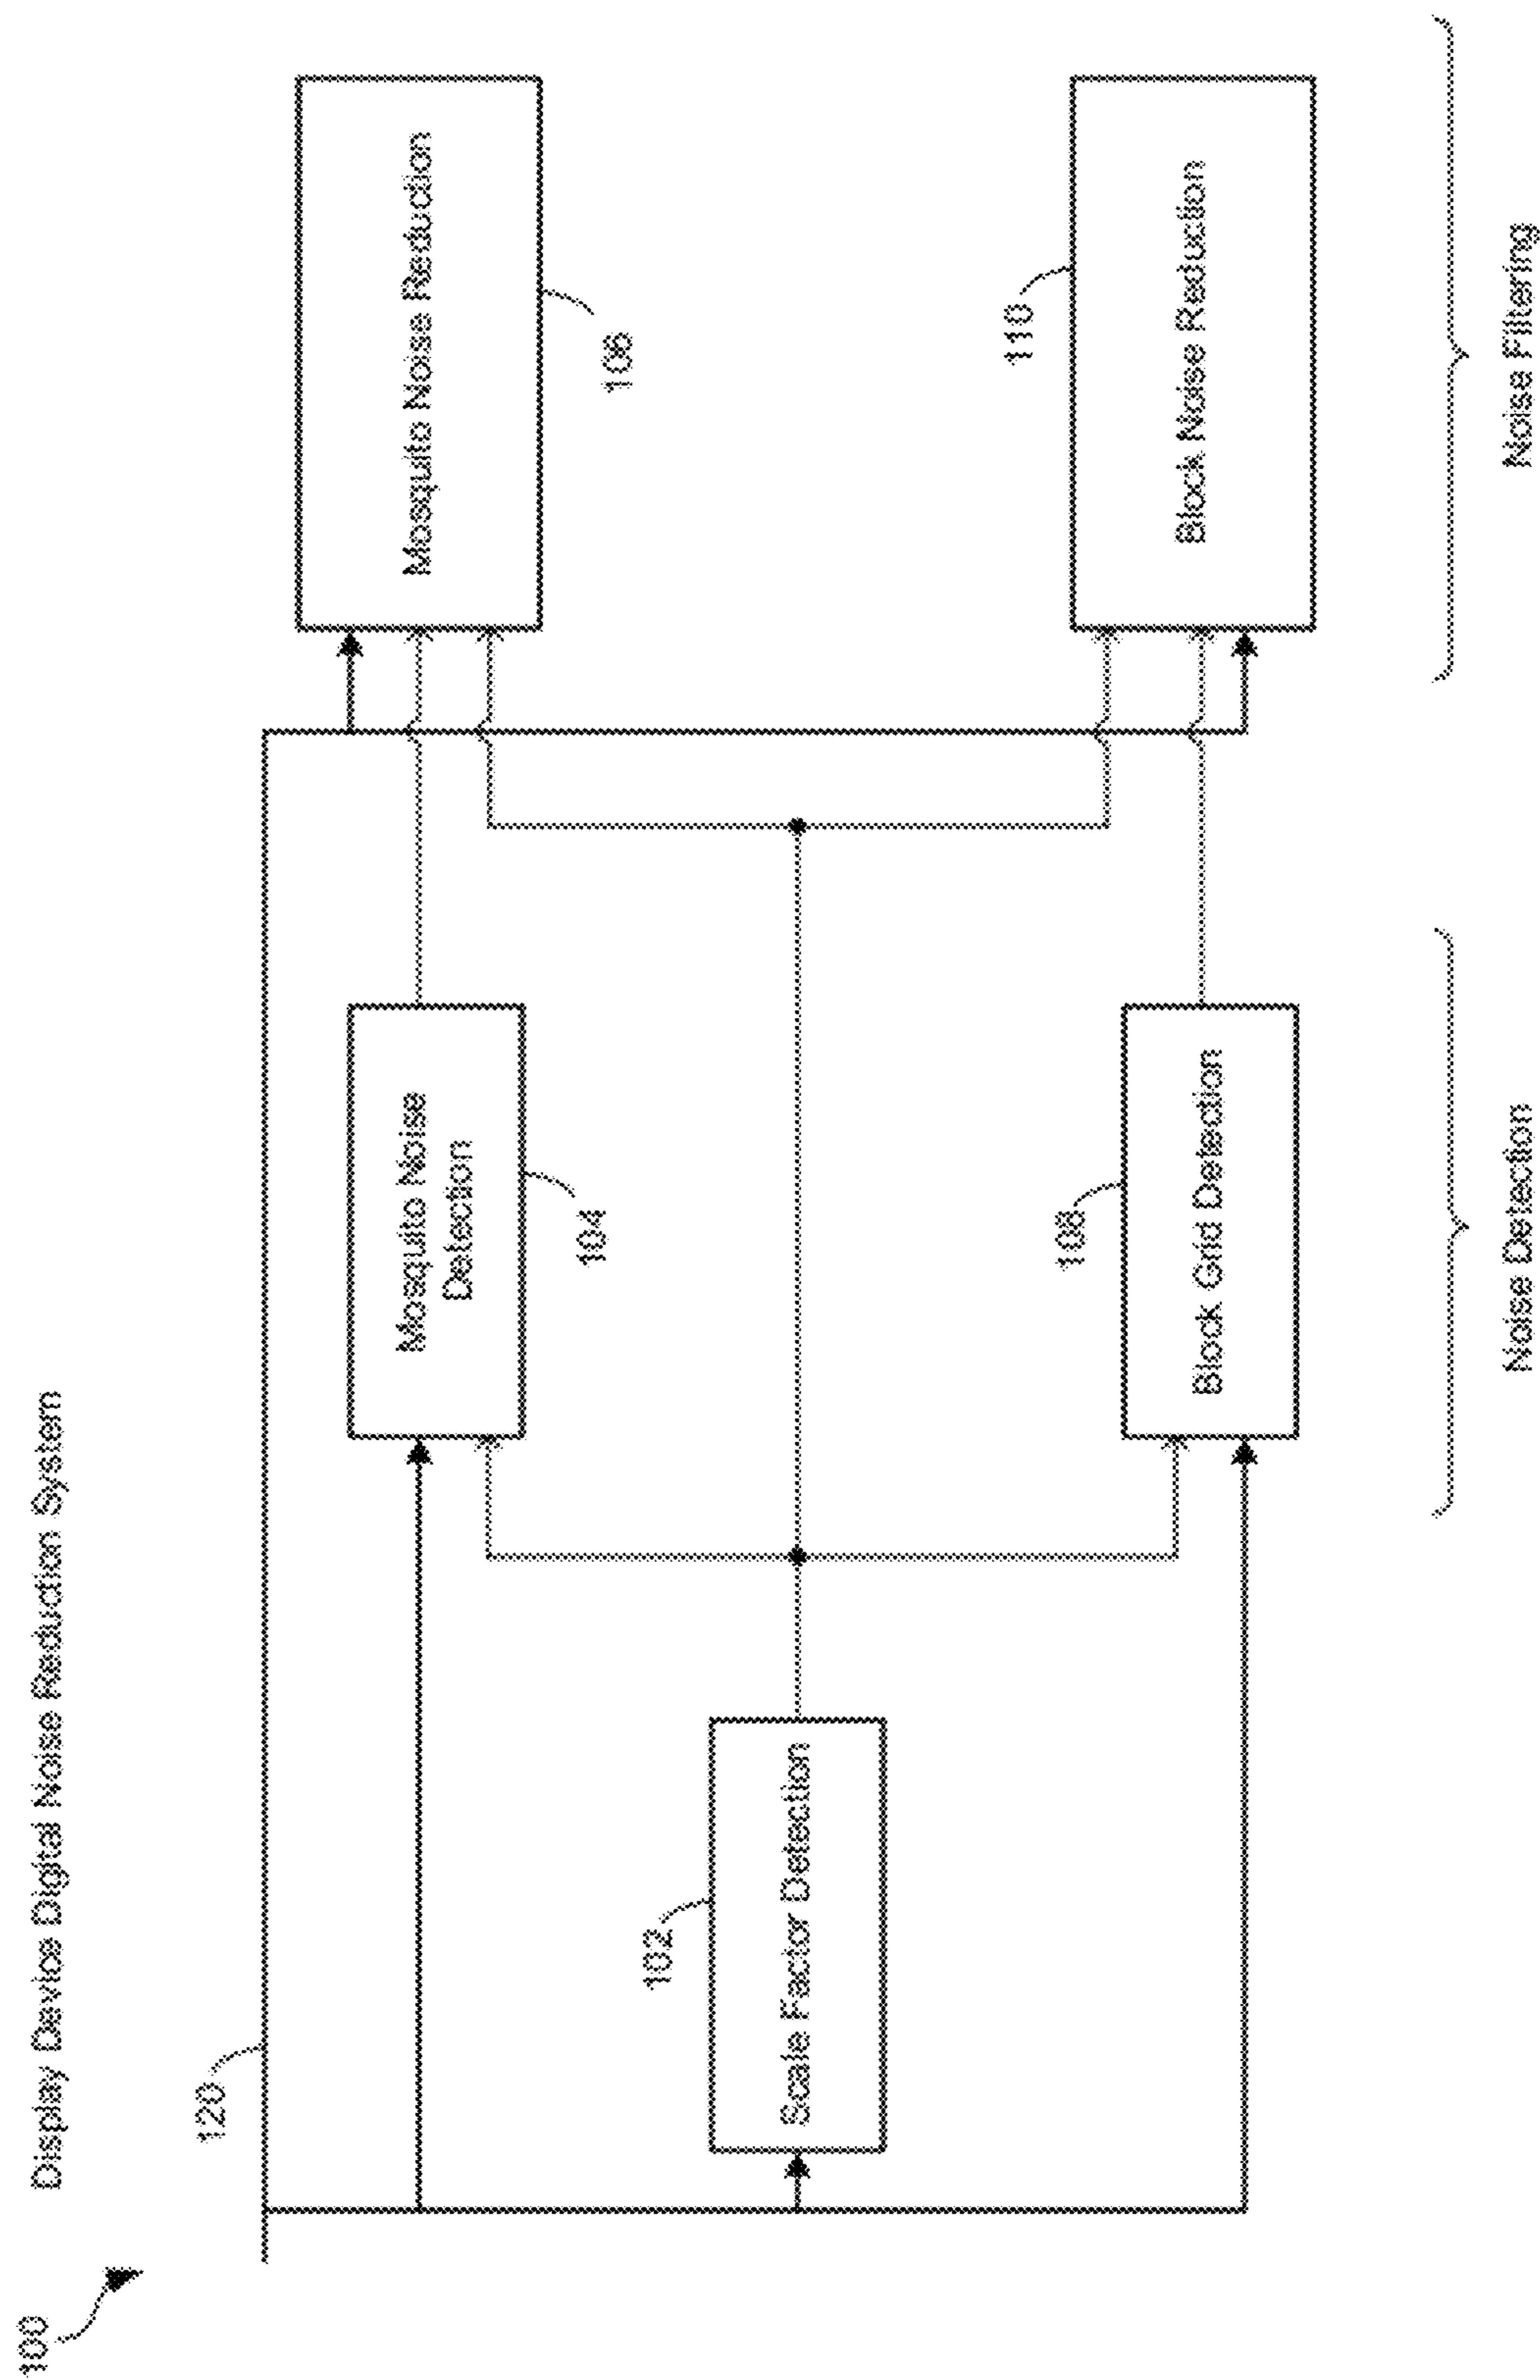 Display Device Digital Noise Reduction System
100
120
Mosquito Noise
Detection
104
Mosquito Noise Reduction
106
102
Scale Factor Detection
108
Block Grid Detection
110
Block Noise Reduction
Noise Detection
Noise Filtering